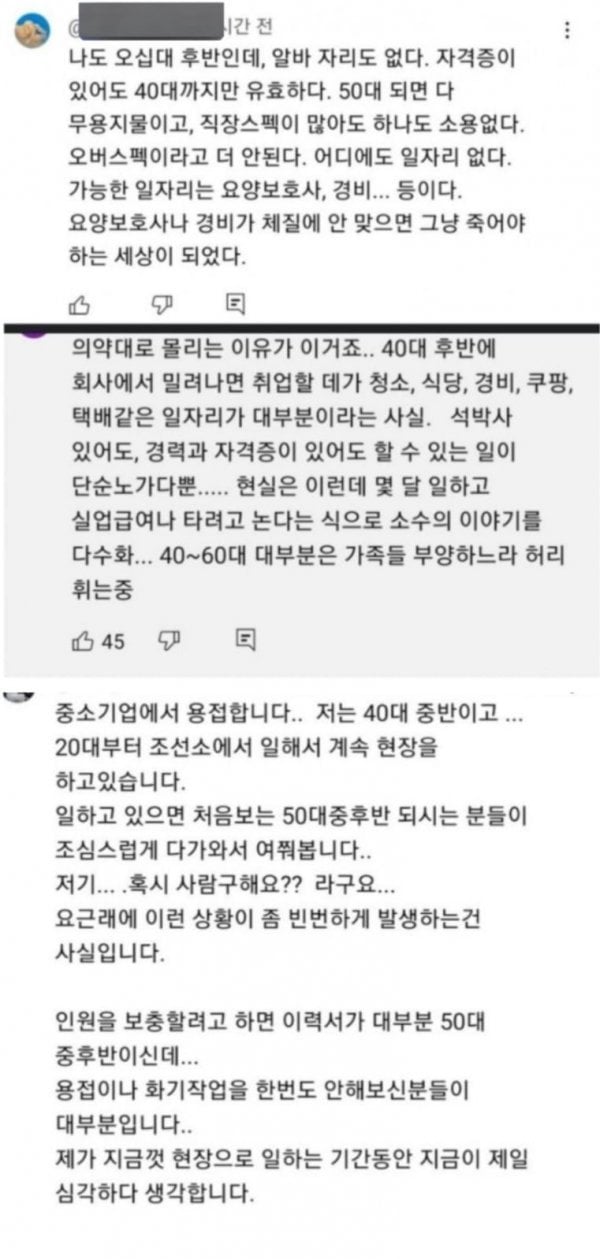 @
시간 전
나도 오십대 후반인데, 알바 자리도 없다. 자격증이
있어도 40대까지만 유효하다. 50대 되면 다
무용지물이고, 직장스펙이 많아도 하나도 소용없다.
오버스펙이라고 더 안된다. 어디에도 일자리 없다.
가능한 일자리는 요양보호사, 경비... 등이다.
요양보호사나 경비가 체질에 안 맞으면 그냥 죽어야
하는 세상이 되었다.
의약대로 몰리는 이유가 이거죠.. 40대 후반에
회사에서 밀려나면 취업할 데가 청소, 식당, 경비, 쿠팡,
택배같은 일자리가 대부분이라는 사실. 석박사
있어도, 경력과 자격증이 있어도 할 수 있는 일이
단순노가다뿐..... 현실은 이런데 몇 달 일하고
실업급여나 타려고 논다는 식으로 소수의 이야기를
다수화... 40~60대 대부분은 가족들 부양하느라 허리
휘는중
45
중소기업에서 용접합니다.. 저는 40대 중반이고 ...
20대부터 조선소에서 일해서 계속 현장을
하고있습니다.
일하고 있으면 처음보는 50대중후반 되시는 분들이
조심스럽게 다가와서 여쭤봅니다..
저기... .혹시 사람구해요?? 라구요...
요근래에 이런 상황이 좀 빈번하게 발생하는건
사실입니다.
인원을 보충할려고 하면 이력서가 대부분 50대
중후반이신데...
용접이나 화기작업을 한번도 안해보신분들이
대부분입니다..
제가 지금껏 현장으로 일하는 기간동안 지금이 제일
심각하다 생각합니다.